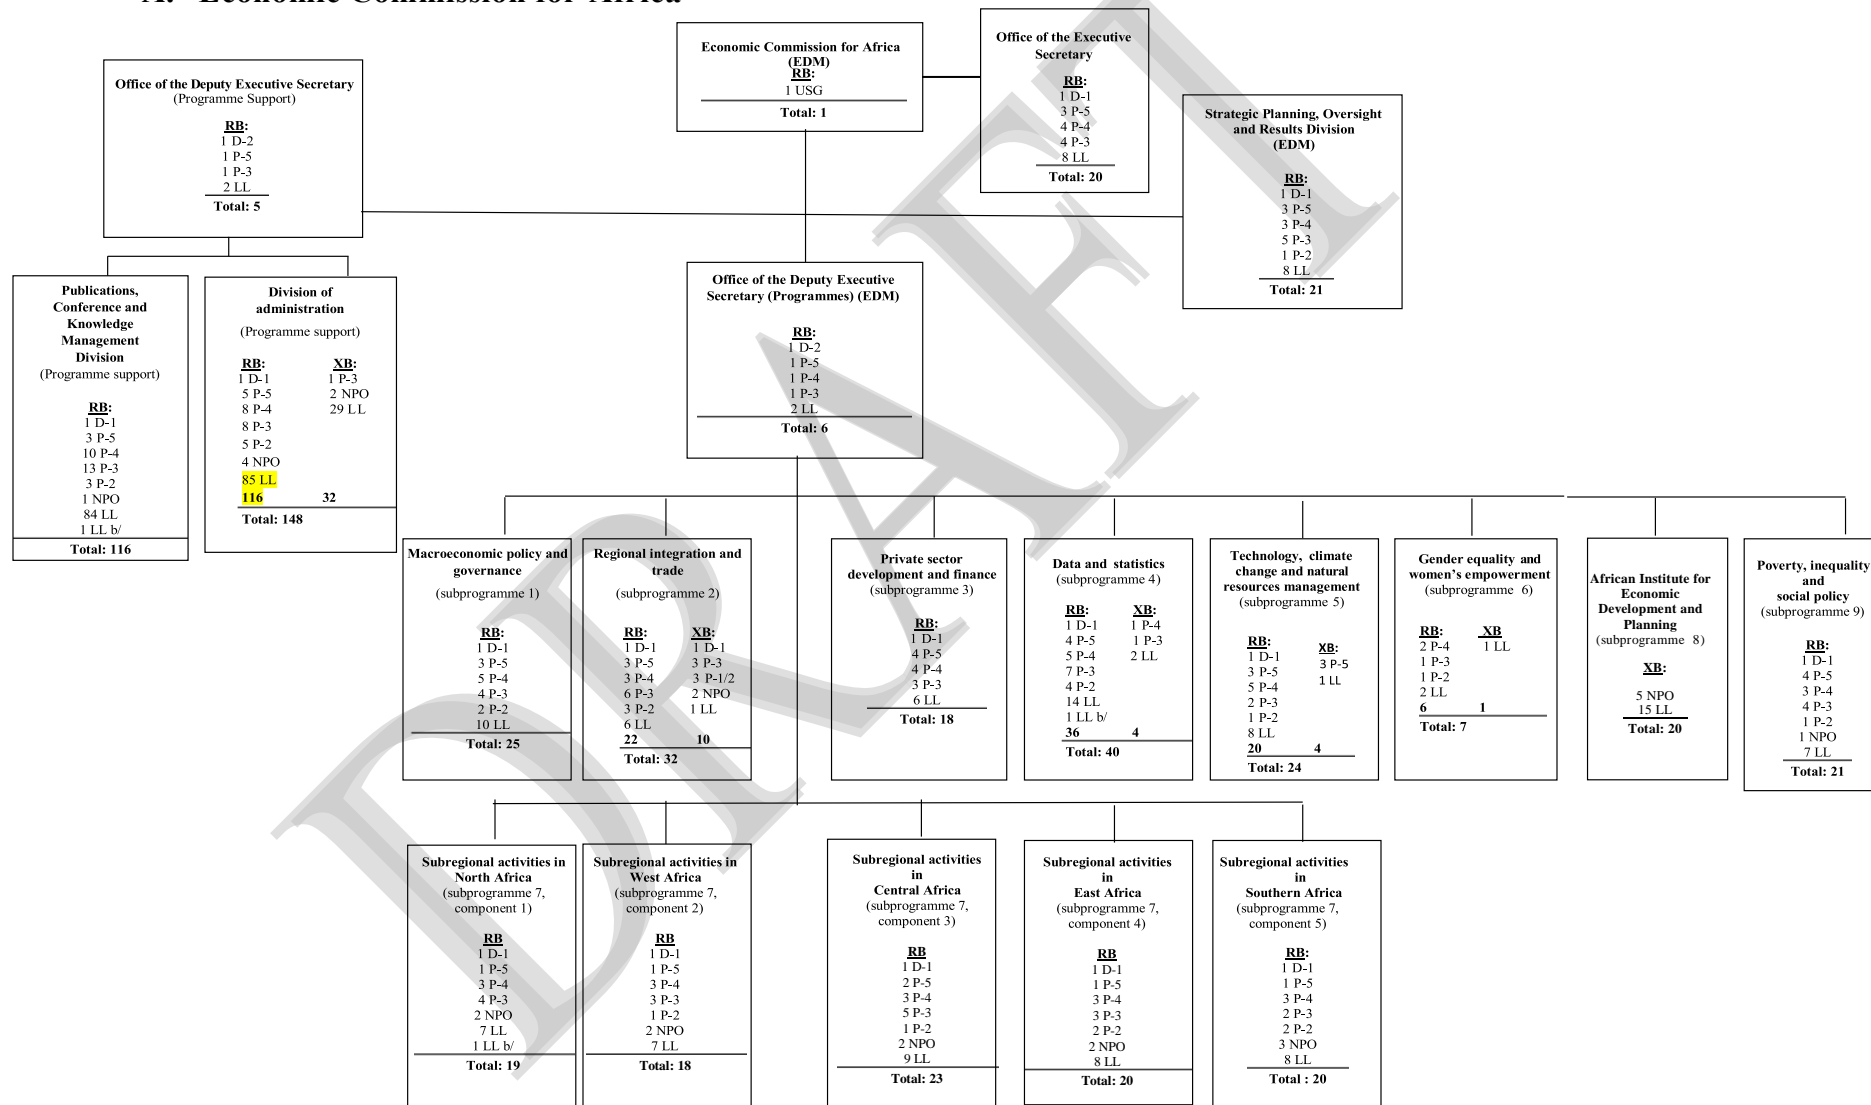 A. Economic Commission for Africa
Economic Commission for Africa
(EDM)
RB:
1 USG
Total: 1
Office of the Executive
Secretary
RB:
1 D-1
3 P-5
4 P-4
4 P-3
8 LL
Total: 20
Office of the Deputy Executive Secretary
(Programme Support)
RB:
1 D-2
1 P-5
1 P-3
2 LL
Total: 5
Strategic Planning, Oversight
and Results Division
(EDM)
RB:
1 D-1
3 P-5
3 P-4
5 P-3
1 P-2
8 LL
Total: 21
Publications,
Conference and
Knowledge
Management
Division
(Programme support)
RB:
1 D-1
3 P-5
10 P-4
13 P-3
3 P-2
1 NPO
84 LL
1 LL b/
Total: 116
Division of
administration
(Programme support)
RB: XB:
1 D-1 1 P-3
5 P-5 2 NPO
8 P-4 29 LL
8 P-3
5 P-2
4 NPO
85 LL
116 32
Total: 148
Office of the Deputy Executive
Secretary (Programmes) (EDM)
RB:
1 D-2
1 P-5
1 P-4
1 P-3
2 LL
Total: 6
Macroeconomic policy and
governance
(subprogramme 1)
RB:
1 D-1
3 P-5
5 P-4
4 P-3
2 P-2
10 LL
Total: 25
Regional integration and
trade
(subprogramme 2)
RB: XB:
1 D-1 1 D-1
3 P-5 3 P-3
3 P-4 3 P-1/2
6 P-3 2 NPO
3 P-2 1 LL
6 LL
22 10
Total: 32
Private sector
development and finance
(subprogramme 3)
RB:
1 D-1
4 P-5
4 P-4
3 P-3
6 LL
Total: 18
Data and statistics
(subprogramme 4)
RB: XB:
1 D-1 1 P-4
4 P-5 1 P-3
5 P-4 2 LL
7 P-3
4 P-2
14 LL
1 LL b/
36 4
Total: 40
Technology, climate
change and natural
resources management
(subprogramme 5)
RB: XB:
1 D-1 3 P-5
3 P-5 1 LL
5 P-4
2 P-3
1 P-2
8 LL
20 4
Total: 24
Gender equality and
women's empowerment
(subprogramme 6)
RB: XB
2 P-4 1 LL
1 P-3
1 P-2
2 LL
6 1
Total: 7
African Institute for
Economic
Development and
Planning
(subprogramme 8)
XB:
5 NPO
15 LL
Total: 20
Poverty, inequality
and
social policy
(subprogramme 9)
RB:
1 D-1
4 P-5
3 P-4
4 P-3
1 P-2
1 NPO
7 LL
Total: 21
Subregional activities in
North Africa
(subprogramme 7,
component 1)
RB
1 D-1
1 P-5
3 P-4
4 P-3
2 NPO
7 LL
1 LL b/
Total: 19
Subregional activities in
West Africa
(subprogramme 7,
component 2)
RB
1 D-1
1 P-5
3 P-4
3 P-3
1 P-2
2 NPO
7 LL
Total: 18
Subregional activities
in
Central Africa
(subprogramme 7,
component 3)
RB
1 D-1
2 P-5
3 P-4
5 P-3
1 P-2
2 NPO
9 LL
Total: 23
Subregional activities
in
East Africa
(subprogramme 7,
component 4)
RB
1 D-1
1 P-5
3 P-4
3 P-3
2 P-2
2 NPO
8 LL
Total: 20
Subregional activities
in
Southern Africa
(subprogramme 7,
component 5)
RB:
1 D-1
1 P-5
3 P-4
2 P-3
2 P-2
3 NPO
8 LL
Total : 20
DRAFT